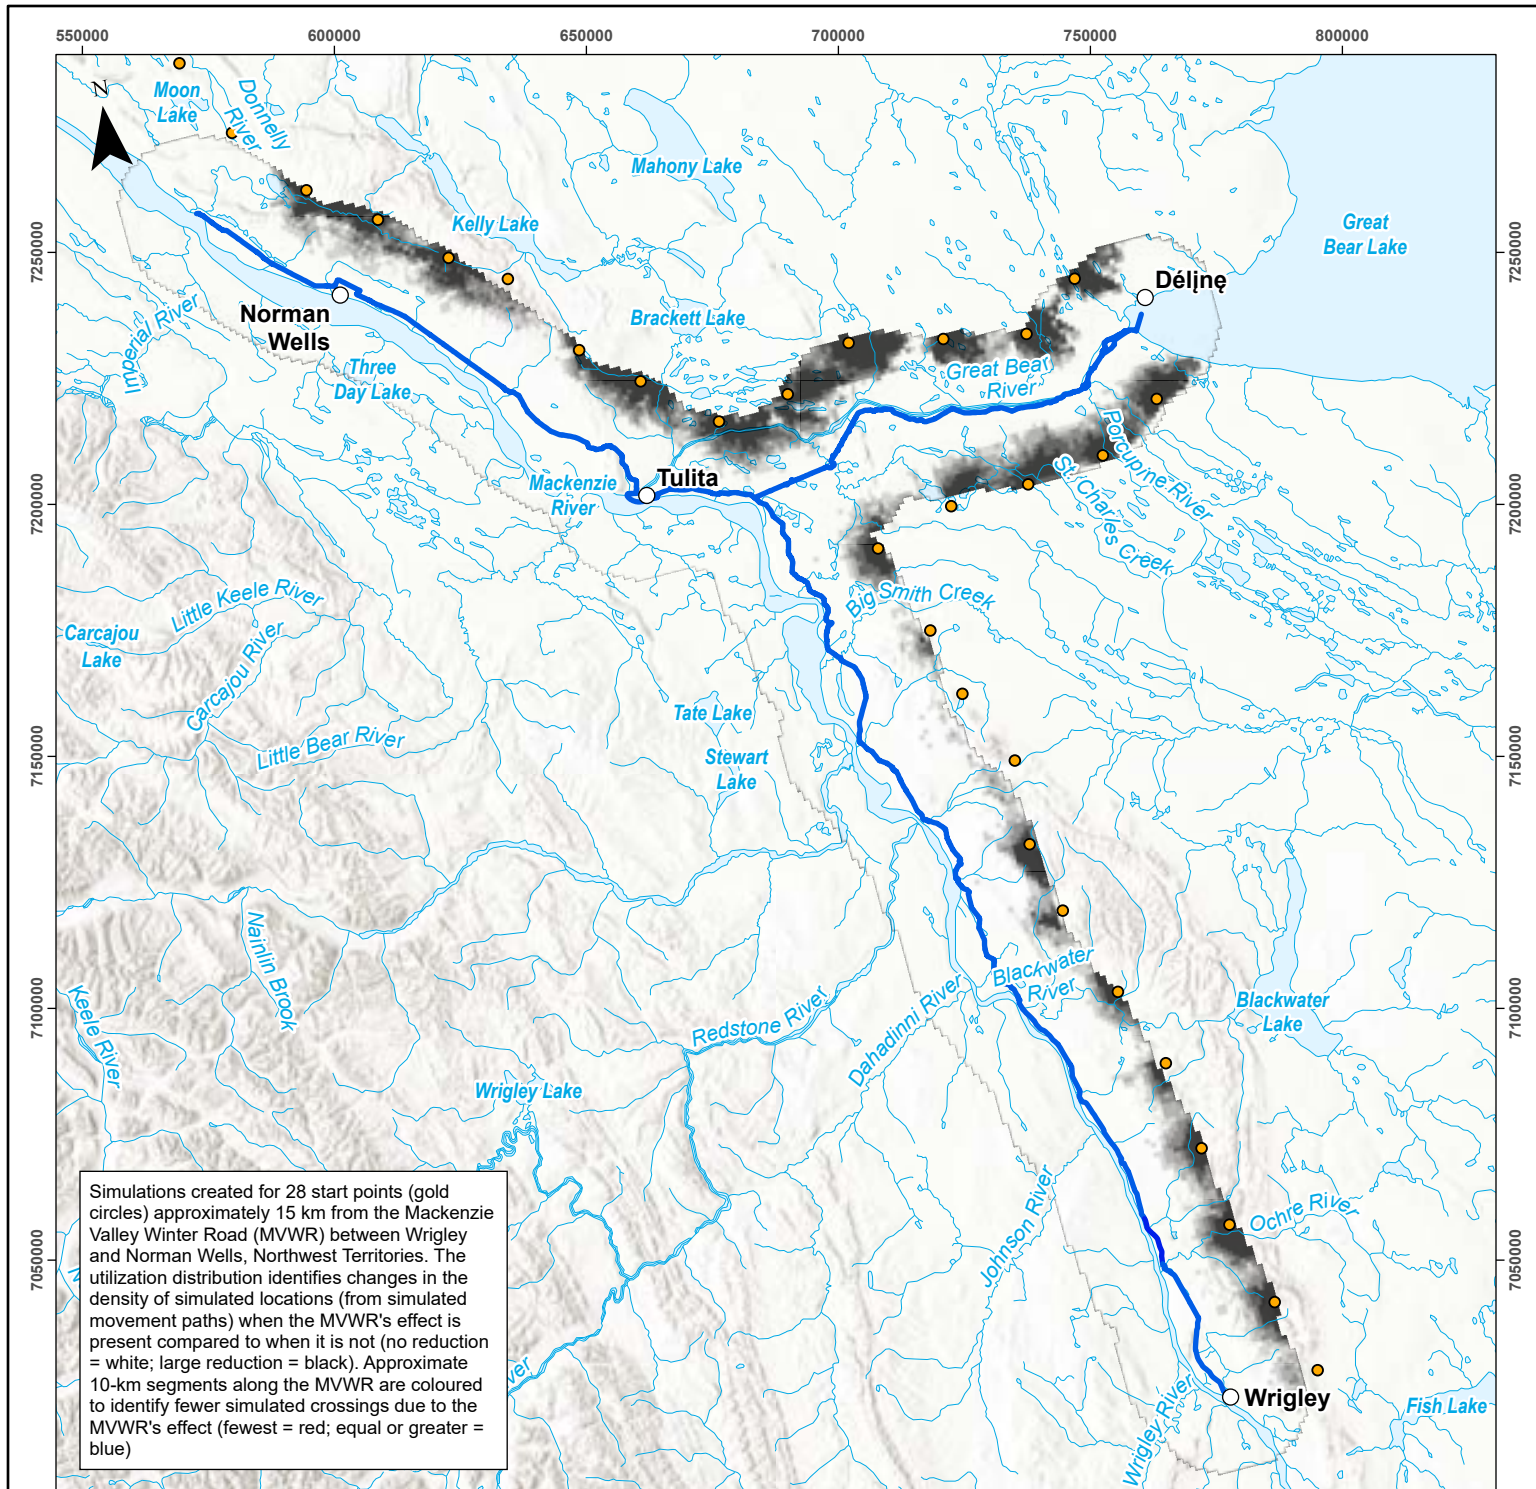 550000
600000
650000
700000
750000
800000
N
Moon
Lake
Donnelly
River
Mahony Lake
Kelly Lake
Great
Bear Lake
7250000
7250000
Délı̨nę
Norman
Wells
Imperial River
Three
Day Lake
Brackett Lake
Great Bear
River
Porcupine River
St. Charles Creek
Mackenzie
River
Tulita
7200000
7200000
Big Smith Creek
Little Keele River
Carcajou
Lake
Carcajou River
Little Bear River
Tate Lake
Stewart
Lake
7150000
7150000
Nainlin Brook
Keele River
Blackwater
River
Blackwater
Lake
7100000
7100000
Redstone River
Dahadinni River
Wrigley Lake
Johnson River
Ochre River
7050000
7050000
Simulations created for 28 start points (gold
circles) approximately 15 km from the Mackenzie
Valley Winter Road (MVWR) between Wrigley
and Norman Wells, Northwest Territories. The
utilization distribution identifies changes in the
density of simulated locations (from simulated
movement paths) when the MVWR's effect is
present compared to when it is not (no reduction
= white; large reduction = black). Approximate
10-km segments along the MVWR are coloured
to identify fewer simulated crossings due to the
MVWR's effect (fewest = red; equal or greater =
blue)
Wrigley River
Wrigley
Fish Lake